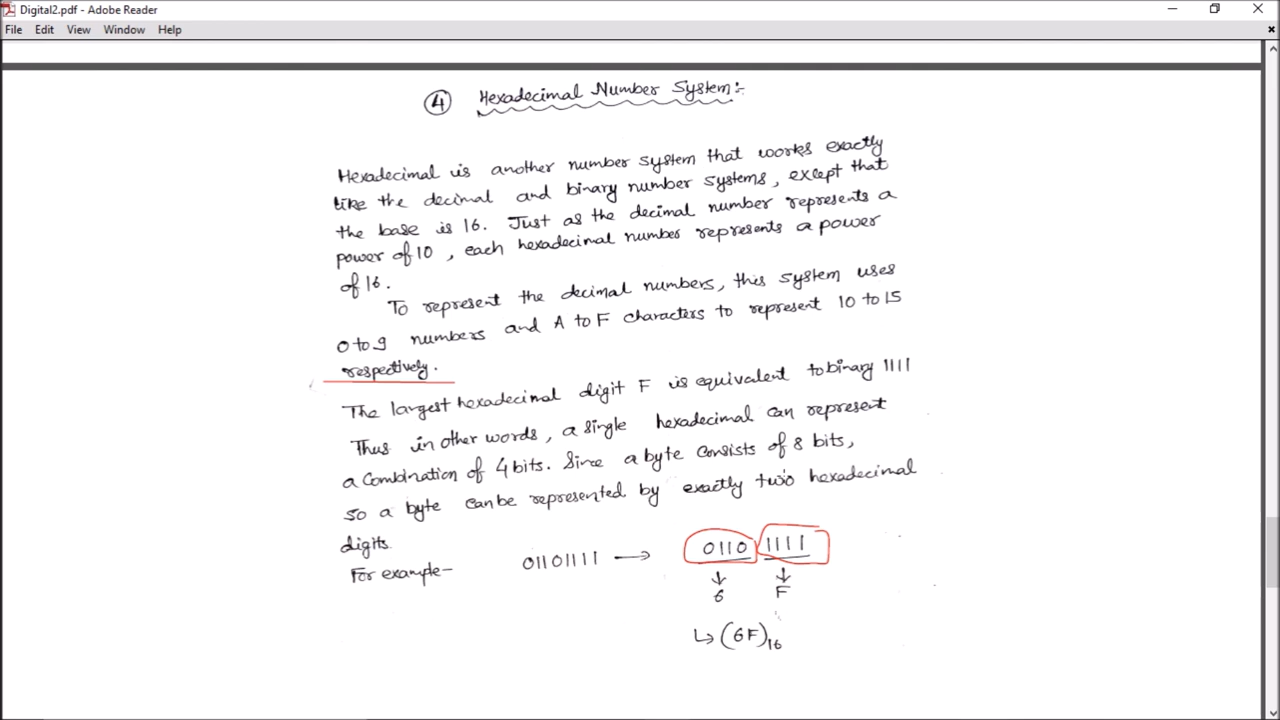 Digital2.pdf - Adobe Reader
File Edit View Window Help
4 Hexadecimal Number System:-
Hexadecimal is another number system that works exactly
like the decimal and binary number systems, except that
the base is 16. Just as the decimal number represents a
power of 10, each hexadecimal number represents a power
of 16.
To represent the decimal numbers, this system uses
0 to 9 numbers and A to F characters to represent 10 to 15
respectively.
The largest hexadecimal digit F is equivalent to binary 1111
Thus in other words, a single hexadecimal can represent
a combination of 4 bits. Since a byte consists of 8 bits,
so a byte can be represented by exactly two hexadecimal
digits
For example- 01101111 → 0110 1111
↓ ↓
6 F
↳ (6F)16